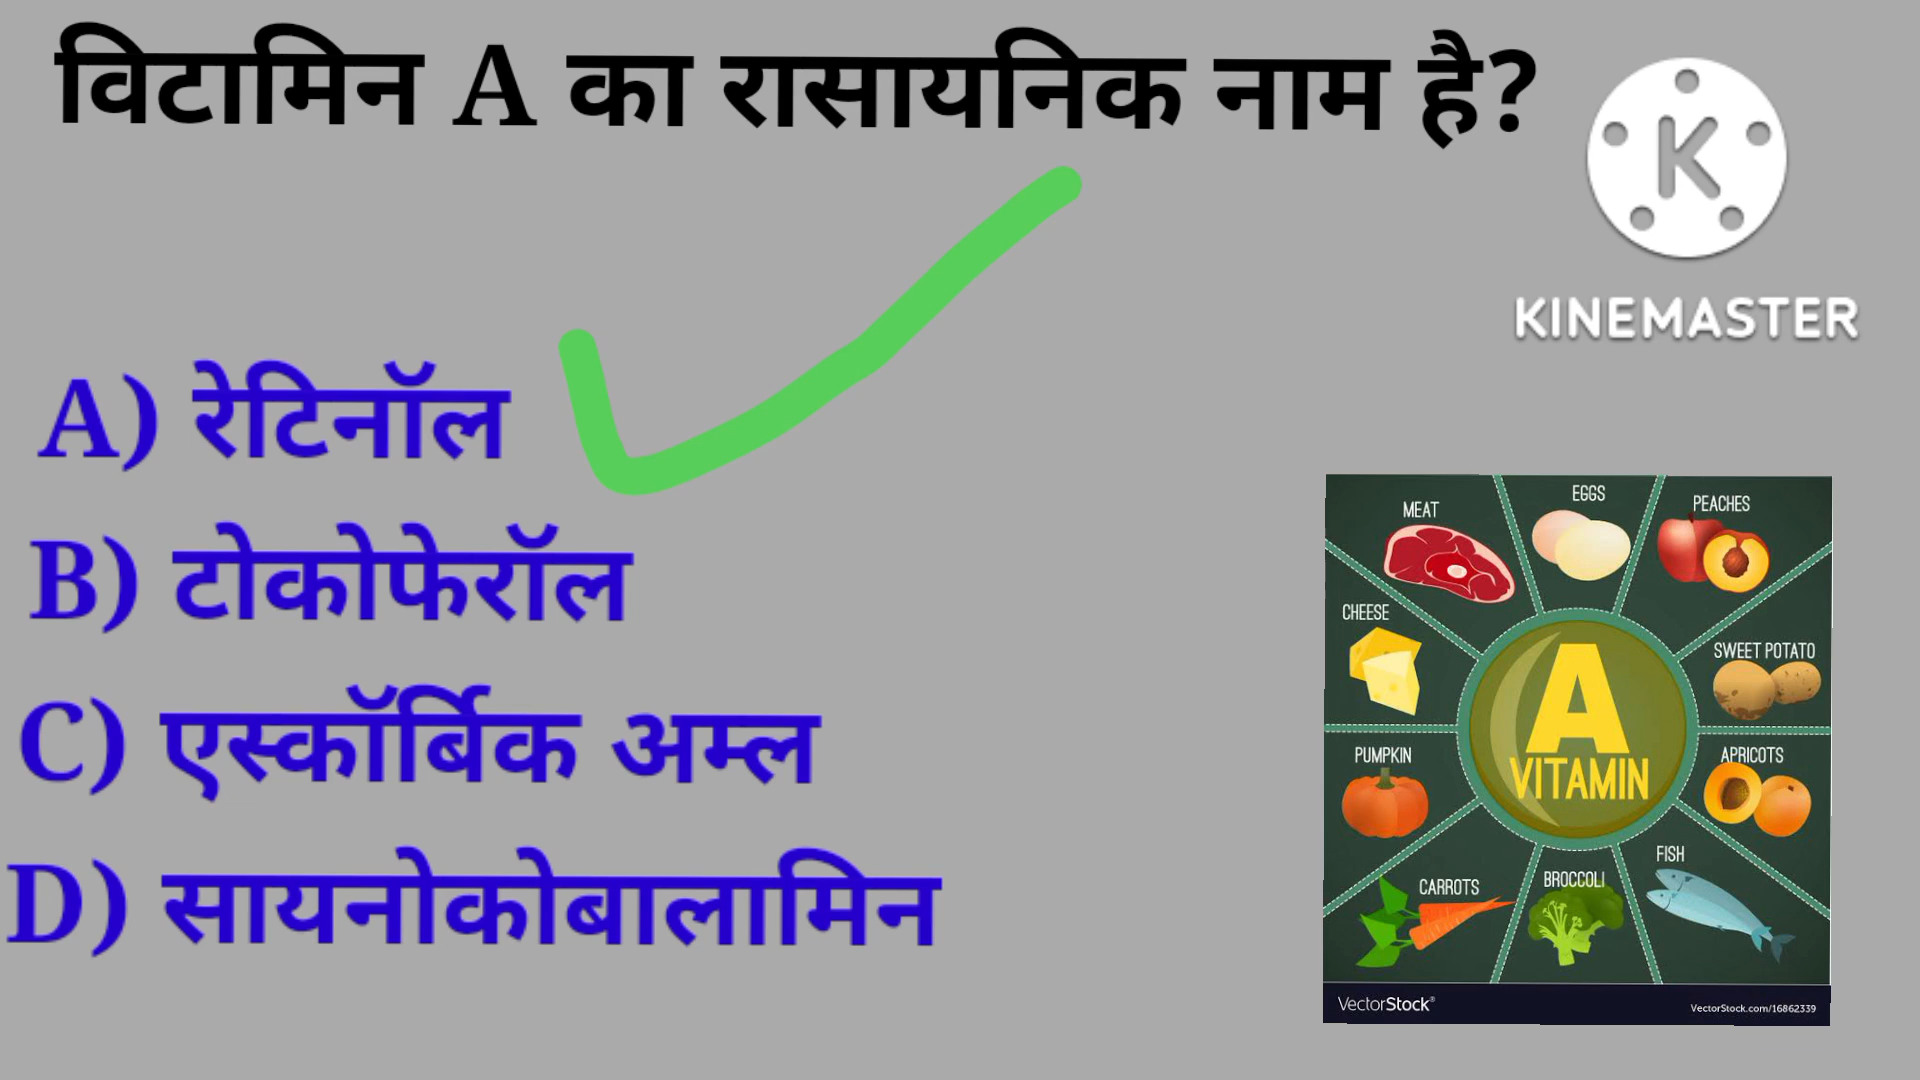 विटामिन A का रासायनिक नाम है?
K
KINEMASTER
A) रेटिनॉल
B) टोकोफेरॉल
C) एस्कॉर्बिक अम्ल
D) सायनोकोबालामिन
MEAT
EGGS
PEACHES
CHEESE
SWEET POTATO
A
VITAMIN
PUMPKIN
APRICOTS
CARROTS
BROCCOLI
FISH
VectorStock®
VectorStock.com/16862339